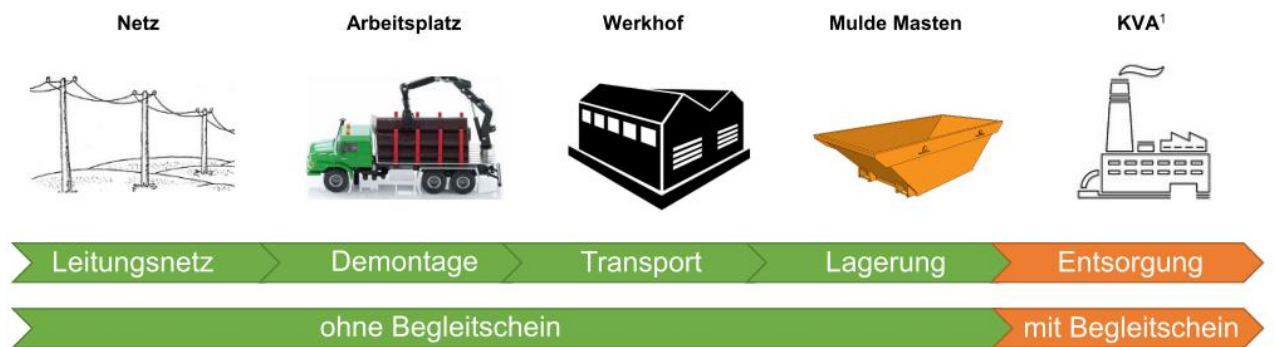 Netz Arbeitsplatz Werkhof Mulde Masten KVA¹
Leitungsnetz Demontage Transport Lagerung Entsorgung
ohne Begleitschein mit Begleitschein